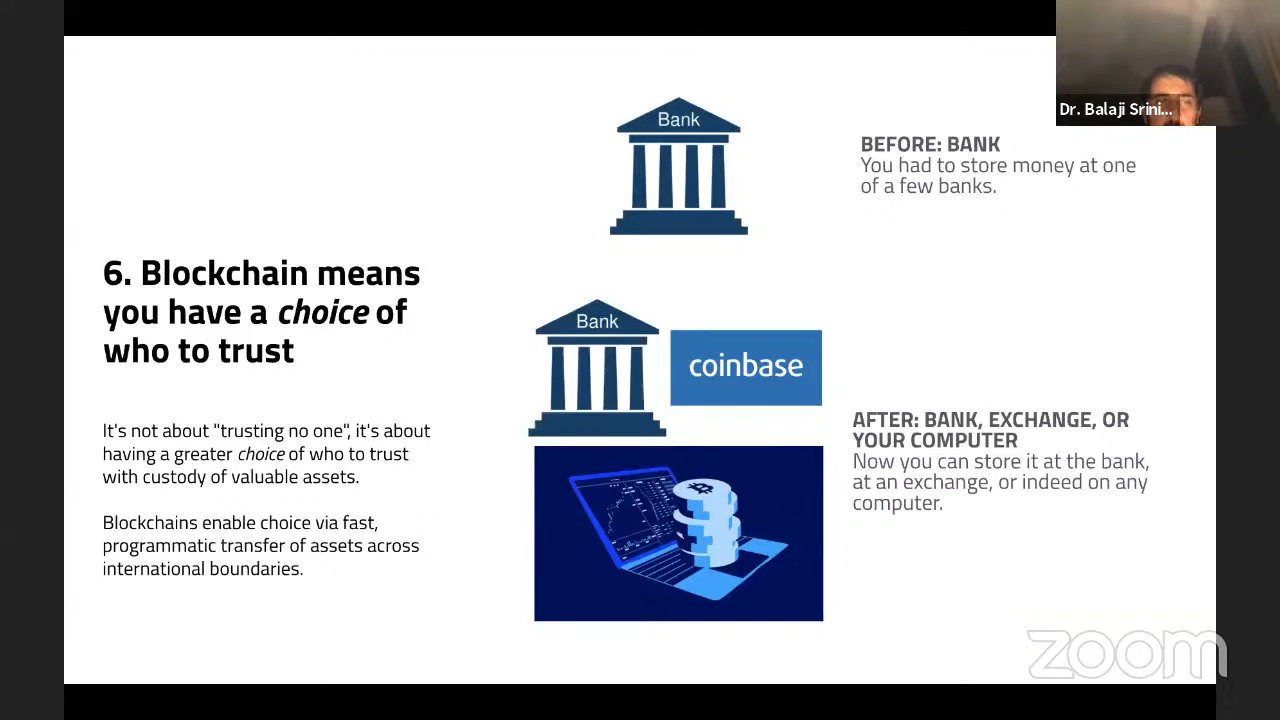 Dr. Balaji Srini...
Bank
BEFORE: BANK
You had to store money at one
of a few banks.
6. Blockchain means
you have a choice of
who to trust
It's not about "trusting no one", it's about
having a greater choice of who to trust
with custody of valuable assets.
Blockchains enable choice via fast,
programmatic transfer of assets across
international boundaries.
Bank
coinbase
AFTER: BANK, EXCHANGE, OR
YOUR COMPUTER
Now you can store it at the bank,
at an exchange, or indeed on any
computer.
zoom